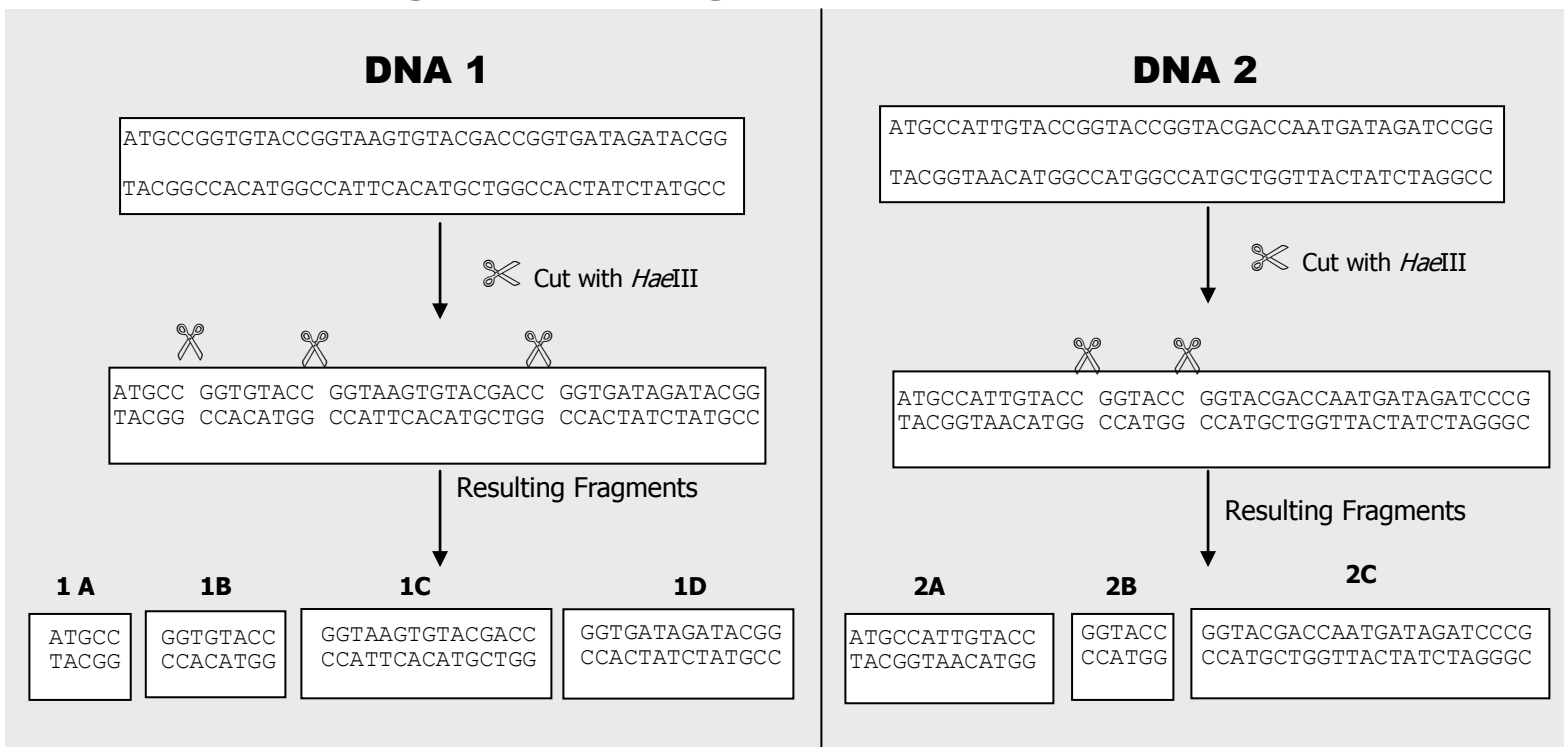 DNA 1
ATGCCGGTGTACCGGTAAGTGTACGACCGGTGATAGATACGG
TACGGCCACATGGCCATTCACATGCTGGCCACTATCTATGCC
Cut with HaeIII
ATGCC GGTGTACC GGTAAGTGTACGACC GGTGATAGATACGG
TACGG CCACATGG CCATTCACATGCTGG CCACTATCTATGCC
Resulting Fragments
1 A 1B 1C 1D
ATGCC GGTGTACC GGTAAGTGTACGACC GGTGATAGATACGG
TACGG CCACATGG CCATTCACATGCTGG CCACTATCTATGCC
DNA 2
ATGCCATTGTACCGGTACCGGTACGACCAATGATAGATCCGG
TACGGTAACATGGCCATGGCCATGCTGGTTACTATCTAGGCC
Cut with HaeIII
ATGCCATTGTACC GGTACC GGTACGACCAATGATAGATCCCG
TACGGTAACATGG CCATGG CCATGCTGGTTACTATCTAGGGC
Resulting Fragments
2A 2B 2C
ATGCCATTGTACC GGTACC GGTACGACCAATGATAGATCCCG
TACGGTAACATGG CCATGG CCATGCTGGTTACTATCTAGGGC